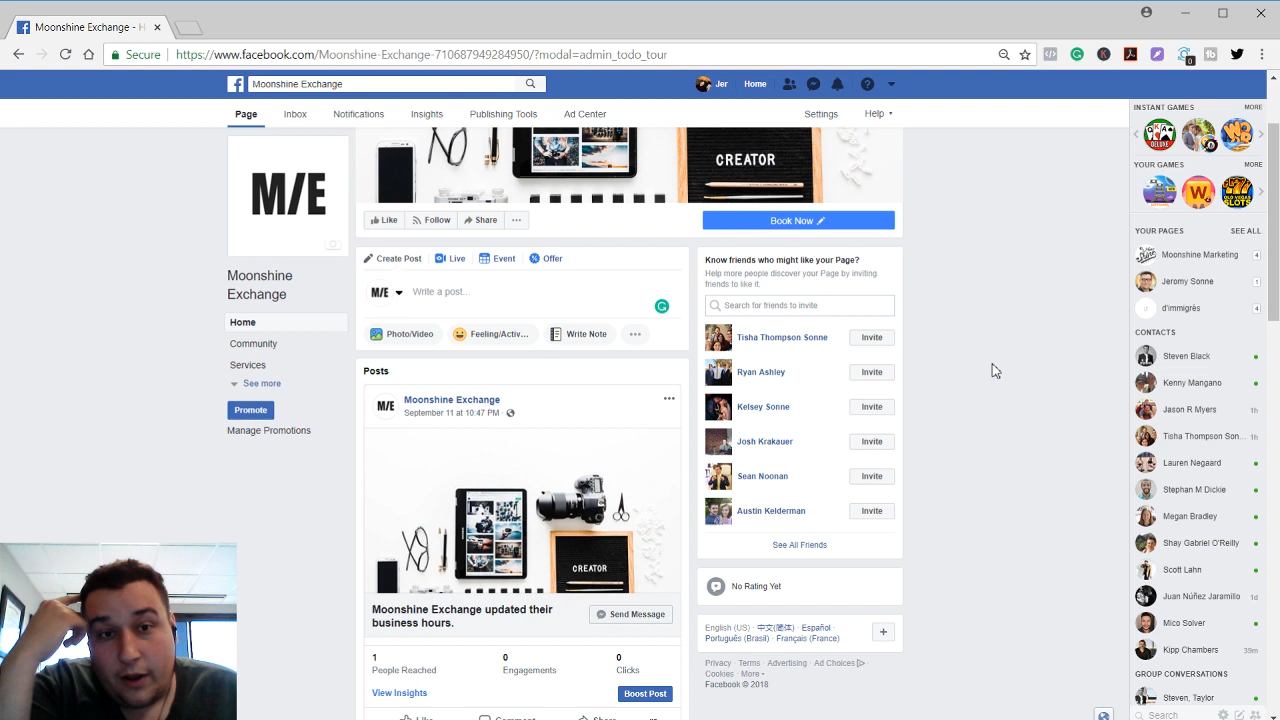 Moonshine Exchange - H
Secure
https://www.facebook.com/Moonshine-Exchange-710687949284950/?modal=admin_todo_tour
Moonshine Exchange
Jer
Home
Page
Inbox
Notifications
Insights
Publishing Tools
Ad Center
Settings
Help
M/E
CREATOR
Like
Follow
Share
Book Now
Moonshine
Exchange
Home
Community
Services
See more
Promote
Manage Promotions
Create Post
Live
Event
Offer
M/E
Write a post...
Photo/Video
Feeling/Activ...
Write Note
Posts
M/E
Moonshine Exchange
September 11 at 10:47 PM
CREATOR
Moonshine Exchange updated their
business hours.
Send Message
1
People Reached
0
Engagements
0
Clicks
View Insights
Boost Post
Like
Comment
Share
Know friends who might like your Page?
Help more people discover your Page by inviting
friends to like it.
Search for friends to invite
Tisha Thompson Sonne
Invite
Ryan Ashley
Invite
Kelsey Sonne
Invite
Josh Krakauer
Invite
Sean Noonan
Invite
Austin Kelderman
Invite
See All Friends
No Rating Yet
English (US) · 中文(简体) · Español ·
Português (Brasil) · Français (France)
Privacy · Terms · Advertising · Ad Choices
Cookies · More
Facebook © 2018
INSTANT GAMES
MORE
YOUR GAMES
MORE
YOUR PAGES
SEE ALL
Moonshine Marketing
4
Jeromy Sonne
1
d'immigrès
4
CONTACTS
Steven Black
Kenny Mangano
Jason R Myers
1h
Tisha Thompson Son...
1h
Lauren Negaard
Stephan M Dickie
Megan Bradley
Shay Gabriel O'Reilly
Scott Lahn
Juan Núñez Jaramillo
1d
Mico Solver
Kipp Chambers
39m
GROUP CONVERSATIONS
Steven, Taylor
Search